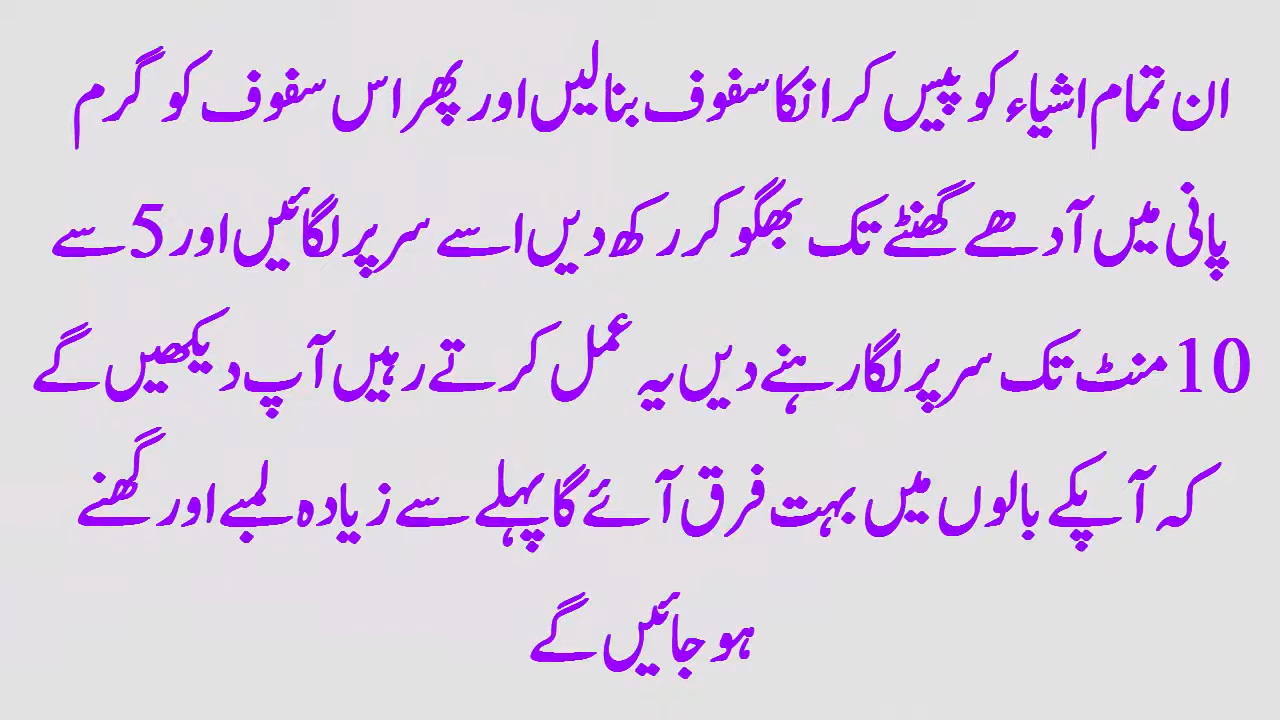 ان تمام اشیاء کو پیس کر انکا سفوف بنالیں اور پھر اس سفوف کو گرم
پانی میں آدھے گھنٹے تک بھگو کر رکھ دیں اسے سر پر لگائیں اور 5 سے
10 منٹ تک سر پر لگا رہنے دیں یہ عمل کرتے رہیں آپ دیکھیں گے
کہ آپکے بالوں میں بہت فرق آئے گا پہلے سے زیادہ لمبے اور گھنے
ہو جائیں گے